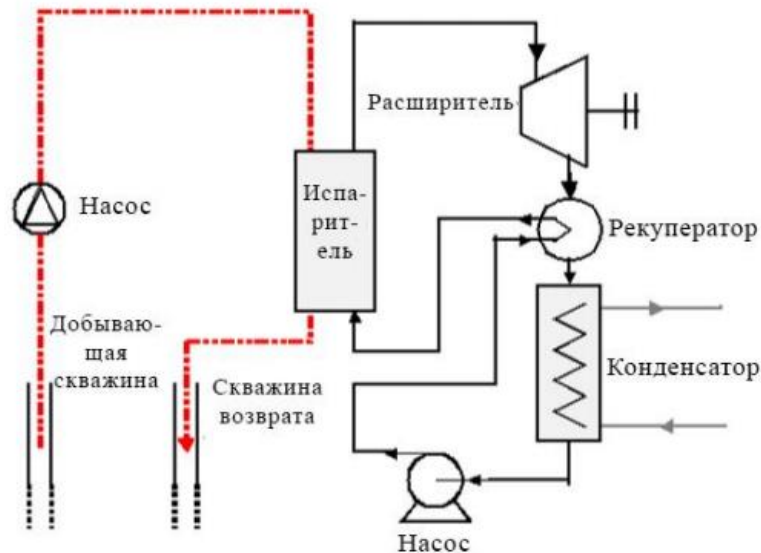 Расширитель
Испа-
рит-
ель
Насос
Рекуператор
Добываю-
щая
скважина
Скважина
возврата
Конденсатор
Насос